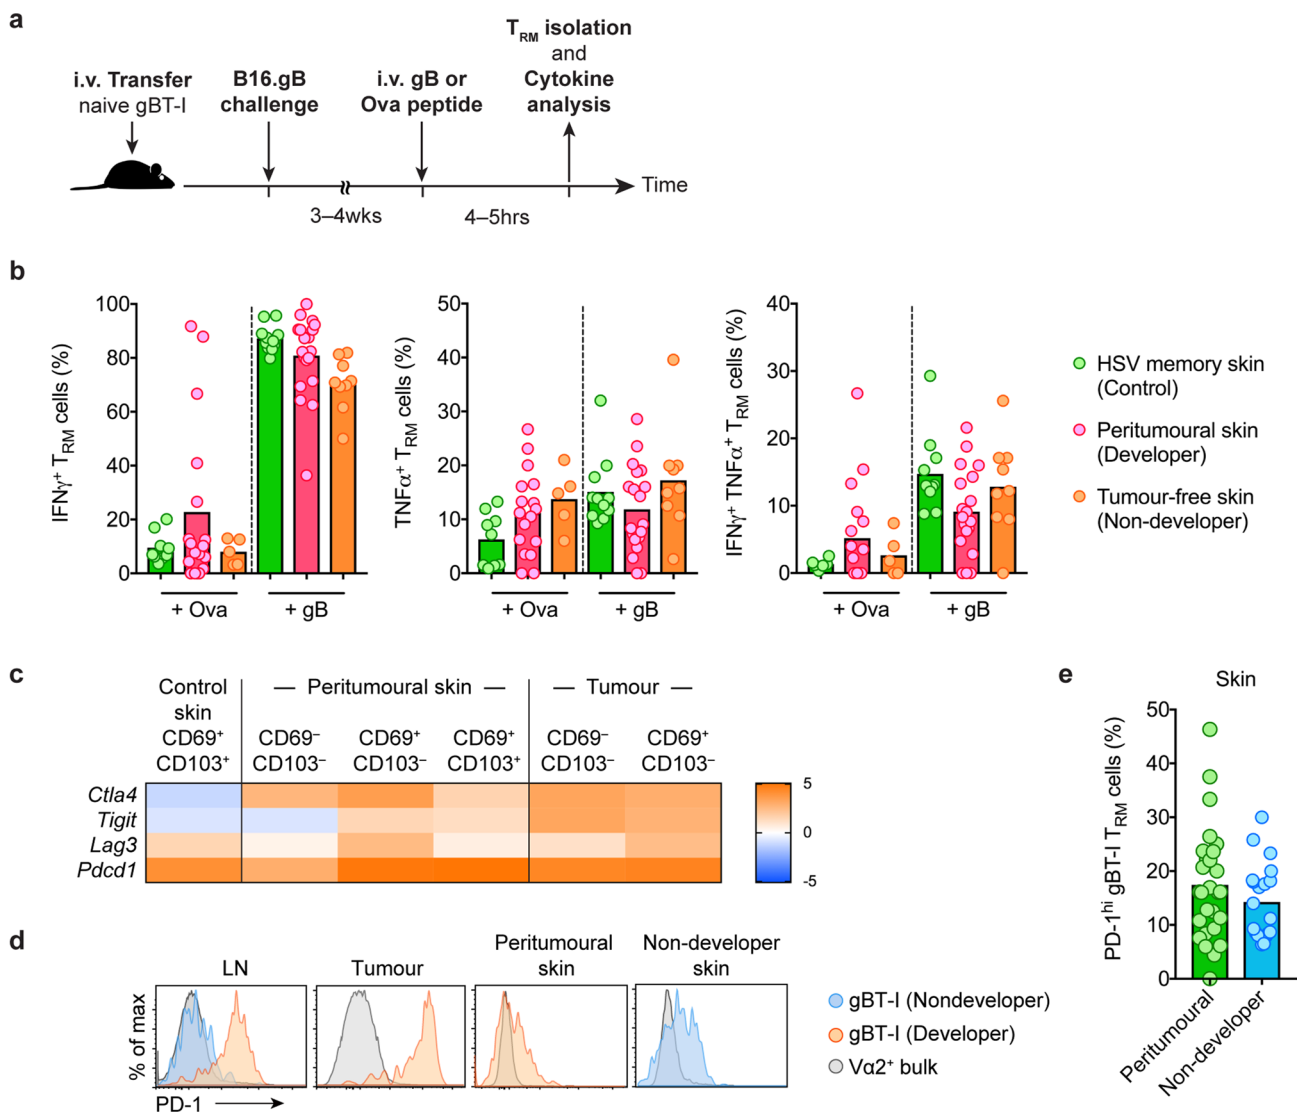 a
i.v. Transfer
naive gBT-I
B16.gB
challenge
i.v. gB or
Ova peptide
T_RM isolation
and
Cytokine
analysis
Time
3–4wks
4–5hrs
b
IFNγ⁺ T_RM cells (%)
100
80
60
40
20
0
+ Ova
+ gB
TNFα⁺ T_RM cells (%)
50
40
30
20
10
0
+ Ova
+ gB
IFNγ⁺ TNFα⁺ T_RM cells (%)
40
30
20
10
0
+ Ova
+ gB
HSV memory skin
(Control)
Peritumoural skin
(Developer)
Tumour-free skin
(Non-developer)
c
Control
skin
CD69⁺
CD103⁺
— Peritumoural skin —
CD69⁻
CD103⁻
CD69⁺
CD103⁻
CD69⁺
CD103⁺
— Tumour —
CD69⁻
CD103⁻
CD69⁺
CD103⁻
Ctla4
Tigit
Lag3
Pdcd1
5
0
-5
d
LN
Tumour
Peritumoural
skin
Non-developer
skin
% of max
PD-1
gBT-I (Nondeveloper)
gBT-I (Developer)
Vα2⁺ bulk
e
Skin
PD-1ʰⁱ gBT-I T_RM cells (%)
50
40
30
20
10
0
Peritumoural
Non-developer